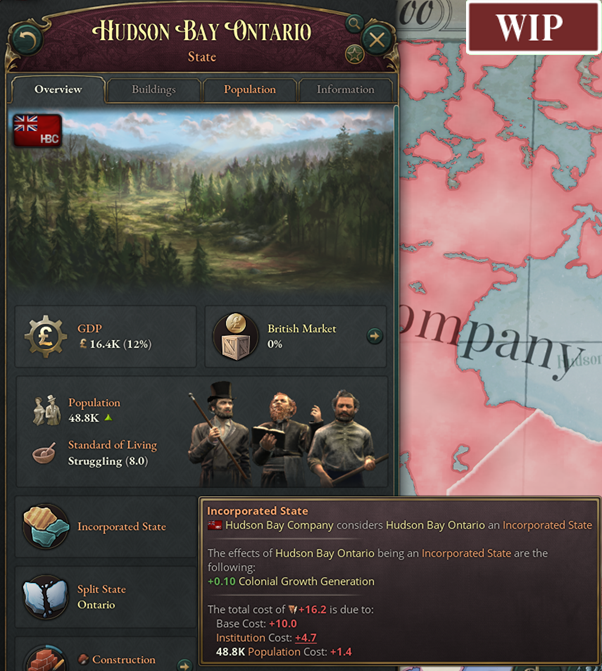 WIP
Hudson Bay Ontario
State
Overview
Buildings
Population
Information
HBC
GDP
£ 16.4K (12%)
British Market
0%
ompany
Hudson
Population
48.8K
Standard of Living
Struggling (8.0)
Incorporated State
Split State
Ontario
Construction
Incorporated State
Hudson Bay Company considers Hudson Bay Ontario an Incorporated State
The effects of Hudson Bay Ontario being an Incorporated State are the
following:
+0.10 Colonial Growth Generation
The total cost of +16.2 is due to:
Base Cost: +10.0
Institution Cost: +4.7
48.8K Population Cost: +1.4